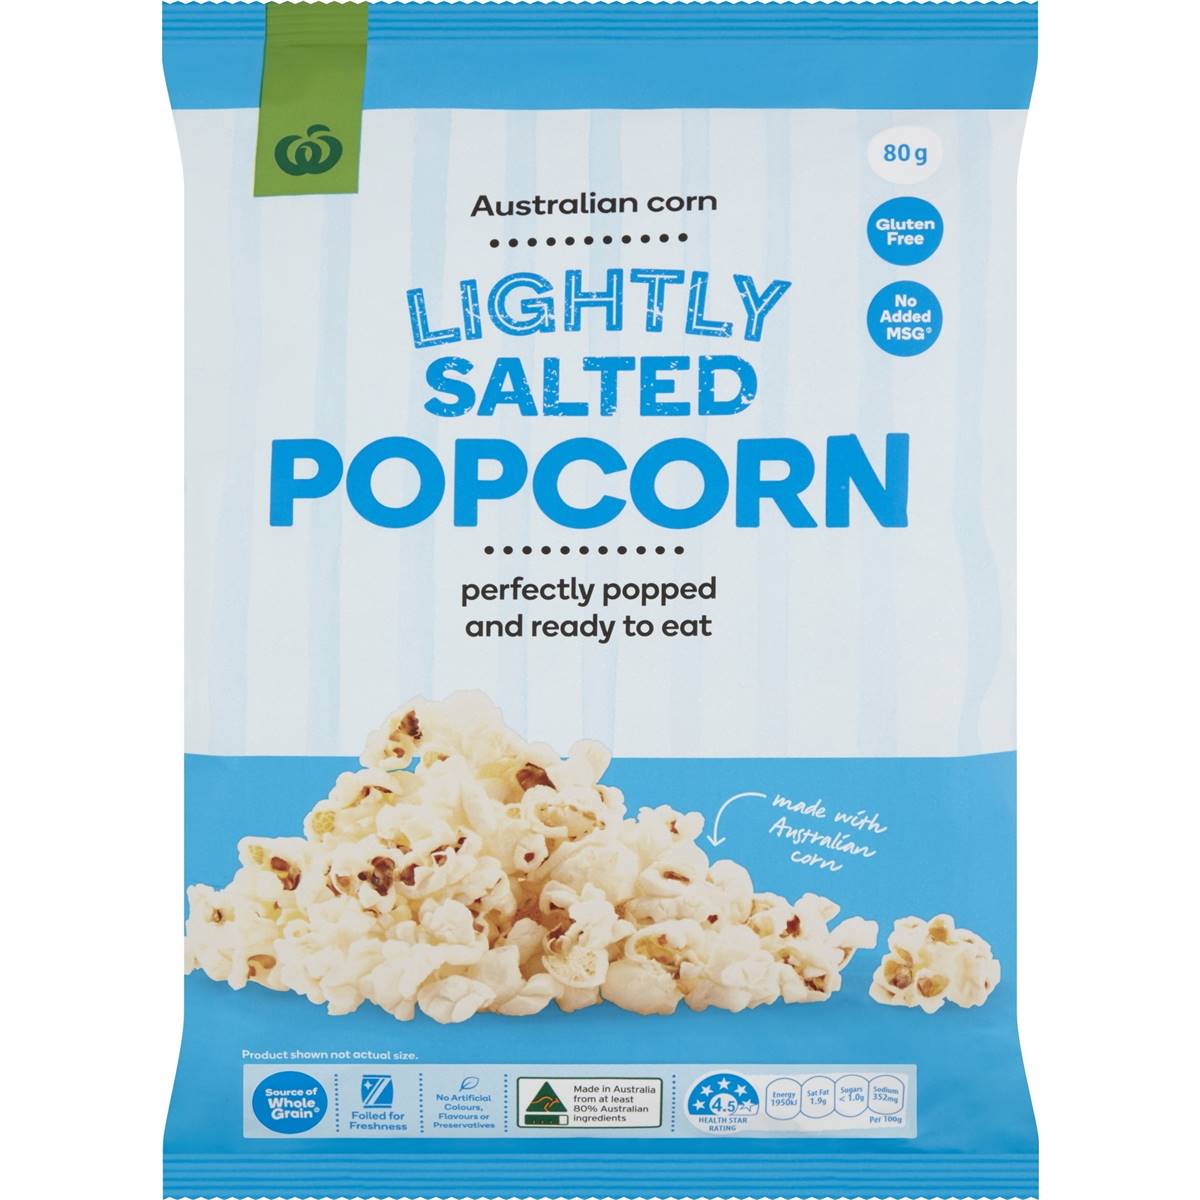 80g
Australian corn
Gluten
Free
LIGHTLY
No
Added
MSG°
SALTED
POPCORN
perfectly popped
and ready to eat
made with
Australian
corn
Product shown not actual size.
Source of
Whole
Grain°
Foiled for
Freshness
No Artificial
Colours,
Flavours or
Preservatives
Made in Australia
from at least
80% Australian
ingredients
4.5
HEALTH STAR
RATING
Energy
1950kJ
Sat Fat
1.9g
Sugars
< 1.0g
Sodium
352mg
Per 100g